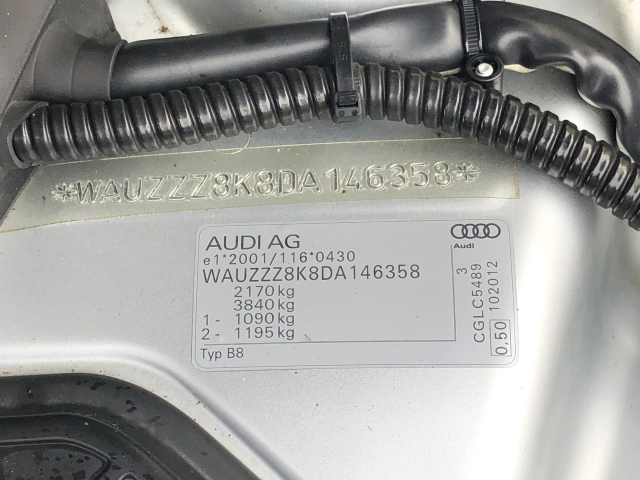 *WAUZZZ8K8DA146358*
AUDI AG
Audi
e1*2001/116*0430
WAUZZZ8K8DA146358
2170kg
3840kg
1- 1090kg
2- 1195kg
Typ B8
3
CGLC5489
0,50 102012